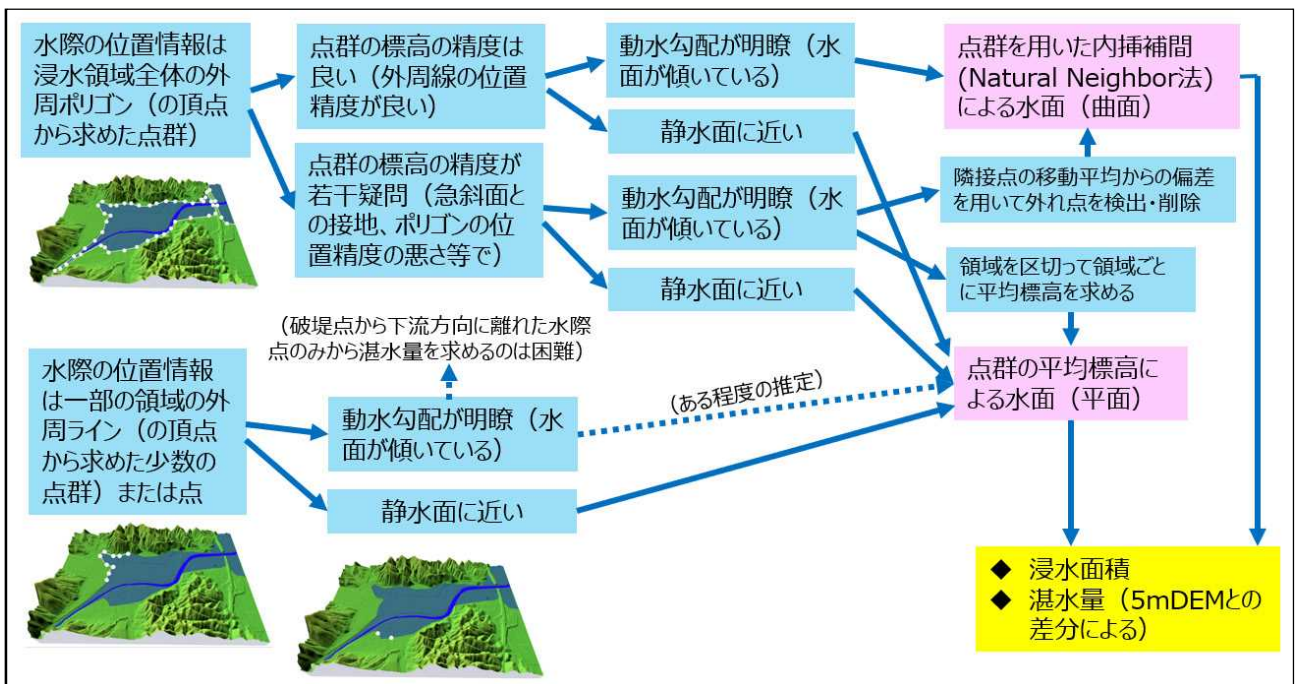 水際の位置情報は
浸水領域全体の外
周ポリゴン（の頂点
から求めた点群）
点群の標高の精度は
良い（外周線の位置
精度が良い）
点群の標高の精度が
若干疑問（急斜面と
の接地、ポリゴンの位
置精度の悪さ等で）
動水勾配が明瞭（水
面が傾いている）
静水面に近い
動水勾配が明瞭（水
面が傾いている）
静水面に近い
点群を用いた内挿補間
(Natural Neighbor法)
による水面（曲面）
隣接点の移動平均からの偏差
を用いて外れ点を検出・削除
領域を区切って領域ごと
に平均標高を求める
点群の平均標高に
よる水面（平面）
（破堤点から下流方向に離れた水際
点のみから湛水量を求めるのは困難）
水際の位置情報
は一部の領域の外
周ライン（の頂点
から求めた少数の
点群）または点
動水勾配が明瞭（水
面が傾いている）
静水面に近い
（ある程度の推定）
◆ 浸水面積
◆ 湛水量（5mDEMとの
差分による）